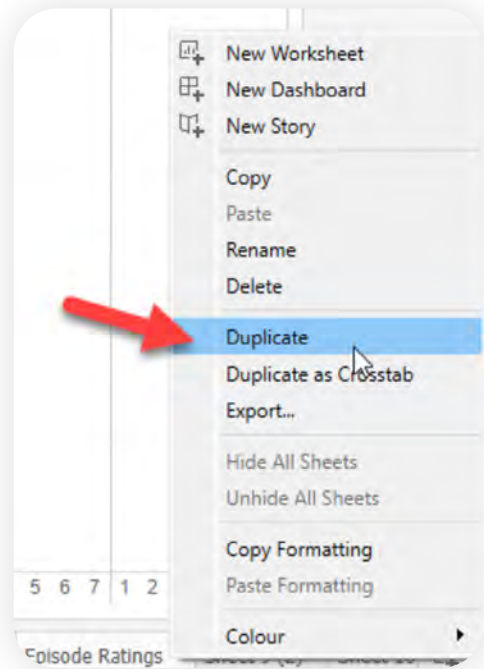 New Worksheet
New Dashboard
New Story
Copy
Paste
Rename
Delete
Duplicate
Duplicate as Crosstab
Export...
Hide All Sheets
Unhide All Sheets
Copy Formatting
Paste Formatting
5 6 7 1 2
Colour
Episode Ratings